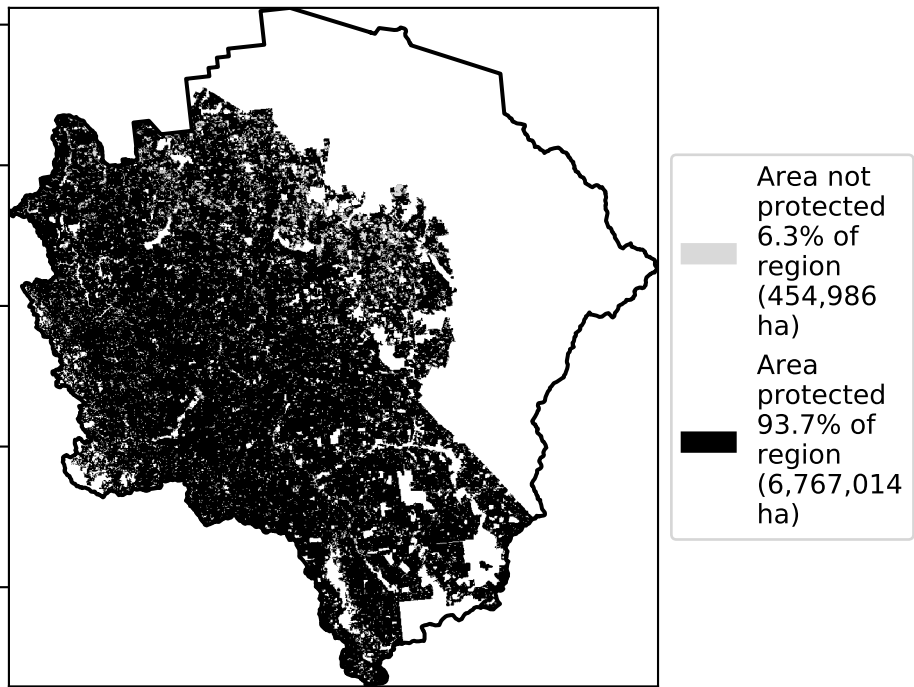 Area not
protected
6.3% of
region
(454,986
ha)
Area
protected
93.7% of
region
(6,767,014
ha)